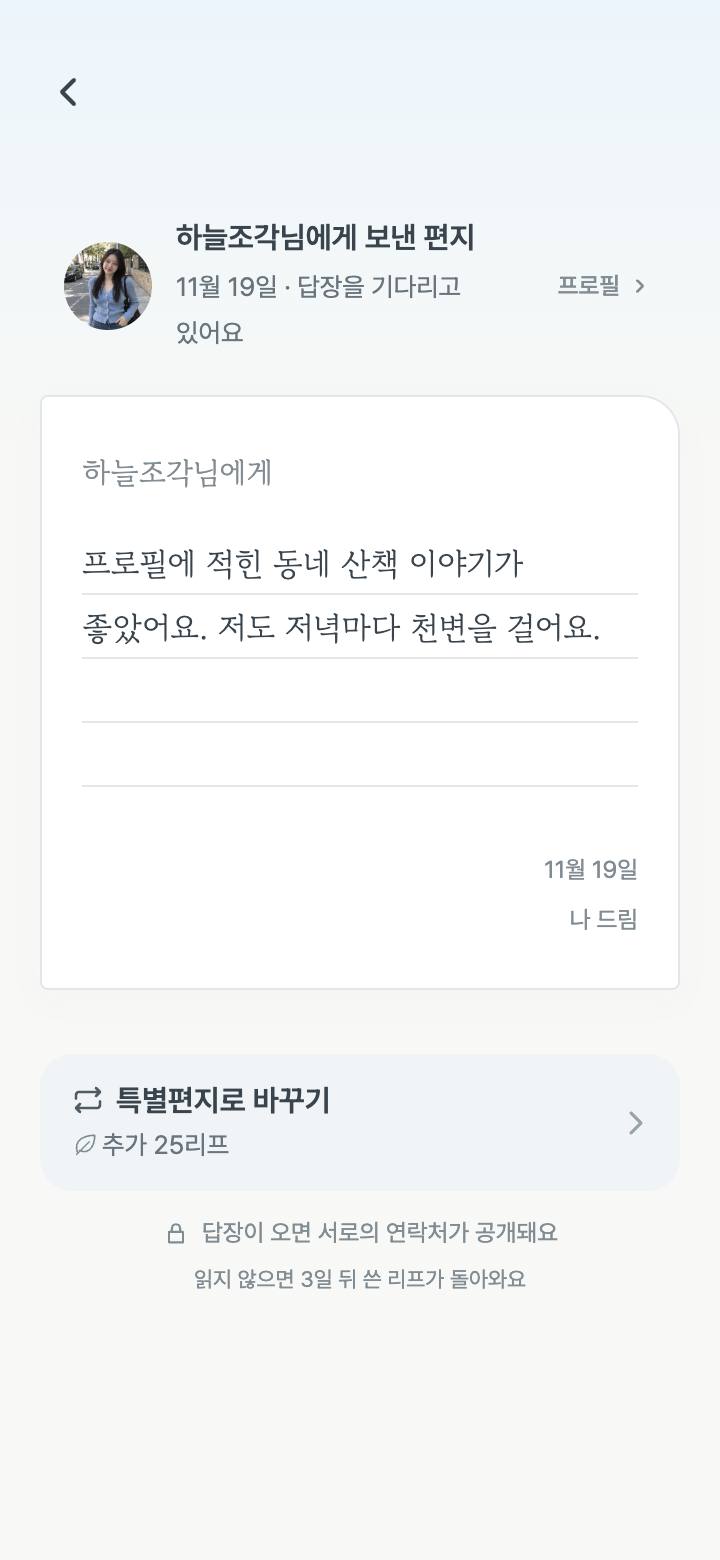 하늘조각님에게 보낸 편지
11월 19일 · 답장을 기다리고
있어요
프로필
하늘조각님에게
프로필에 적힌 동네 산책 이야기가
좋았어요. 저도 저녁마다 천변을 걸어요.
11월 19일
나 드림
특별편지로 바꾸기
추가 25리프
답장이 오면 서로의 연락처가 공개돼요
읽지 않으면 3일 뒤 쓴 리프가 돌아와요